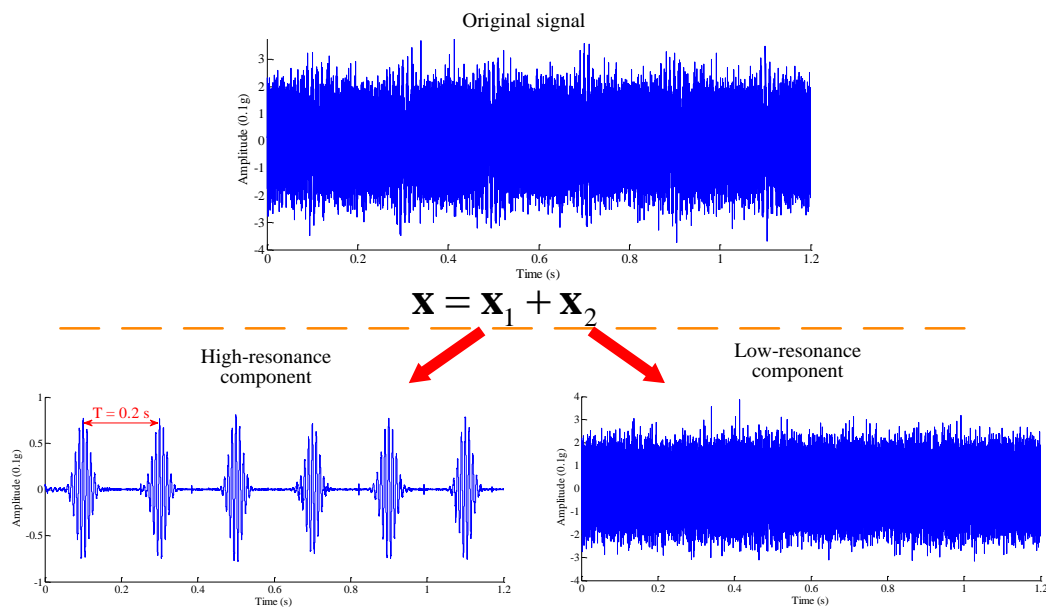 Original signal
Amplitude (0.1g)
3
2
1
0
-1
-2
-3
-4
0 0.2 0.4 0.6 0.8 1 1.2
Time (s)
x = x₁ + x₂
High-resonance
component
Low-resonance
component
T = 0.2 s
Amplitude (0.1g)
1
0.5
0
-0.5
-1
0 0.2 0.4 0.6 0.8 1 1.2
Time (s)
Amplitude (0.1g)
4
3
2
1
0
-1
-2
-3
-4
0 0.2 0.4 0.6 0.8 1 1.2
Time (s)